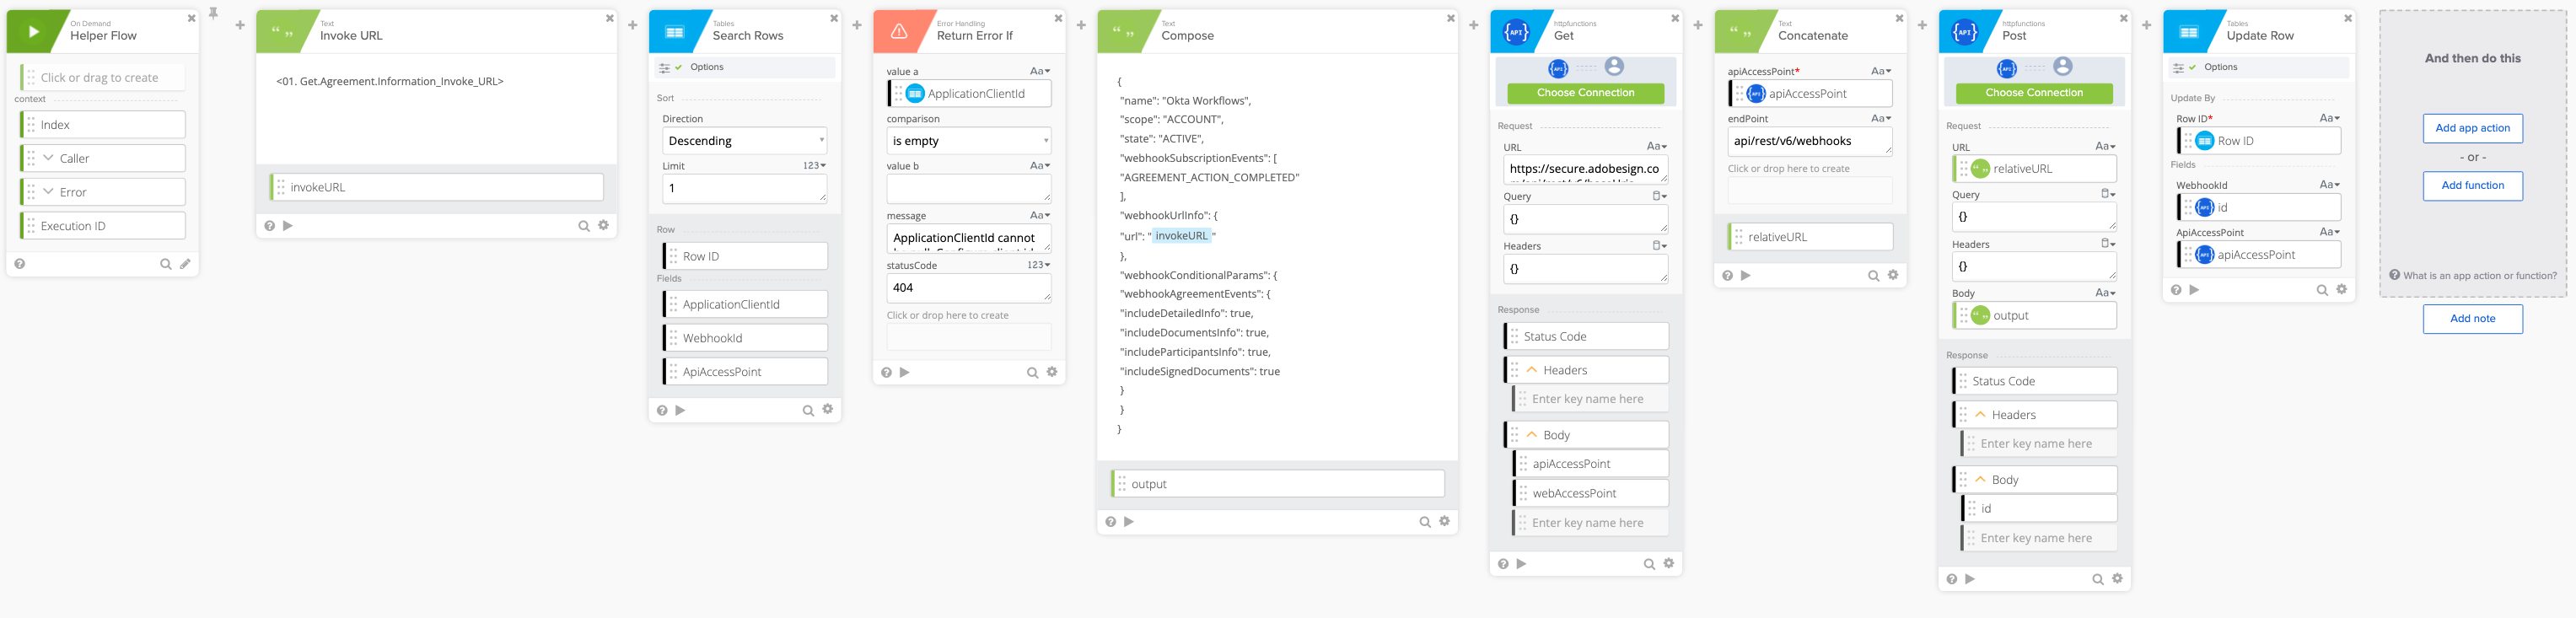 On Demand
Helper Flow
Click or drag to create
context
Index
Caller
Error
Execution ID
Text
Invoke URL
<01. Get.Agreement.Information_Invoke_URL>
invokeURL
Tables
Search Rows
Options
Sort
Direction
Descending
Limit
123
1
Row
Row ID
Fields
ApplicationClientId
WebhookId
ApiAccessPoint
Error Handling
Return Error If
value a
Aa
ApplicationClientId
comparison
is empty
value b
Aa
message
Aa
ApplicationClientId cannot
statusCode
123
404
Click or drop here to create
Text
Compose
{
"name": "Okta Workflows",
"scope": "ACCOUNT",
"state": "ACTIVE",
"webhookSubscriptionEvents": [
"AGREEMENT_ACTION_COMPLETED"
],
"webhookUrlInfo": {
"url": " invokeURL "
},
"webhookConditionalParams": {
"webhookAgreementEvents": {
"includeDetailedInfo": true,
"includeDocumentsInfo": true,
"includeParticipantsInfo": true,
"includeSignedDocuments": true
}
}
}
output
httpfunctions
Get
{API}
Choose Connection
Request
URL
Aa
https://secure.adobesign.co
Query
{}
Headers
{}
Response
Status Code
Headers
Enter key name here
Body
apiAccessPoint
webAccessPoint
Enter key name here
Text
Concatenate
apiAccessPoint*
Aa
apiAccessPoint
endPoint
Aa
api/rest/v6/webhooks
Click or drop here to create
relativeURL
httpfunctions
Post
{API}
Choose Connection
Request
URL
Aa
relativeURL
Query
{}
Headers
{}
Body
Aa
output
Response
Status Code
Headers
Enter key name here
Body
id
Enter key name here
Tables
Update Row
Options
Update By
Row ID*
Aa
Row ID
Fields
WebhookId
Aa
id
ApiAccessPoint
Aa
apiAccessPoint
And then do this
Add app action
- or -
Add function
What is an app action or function?
Add note